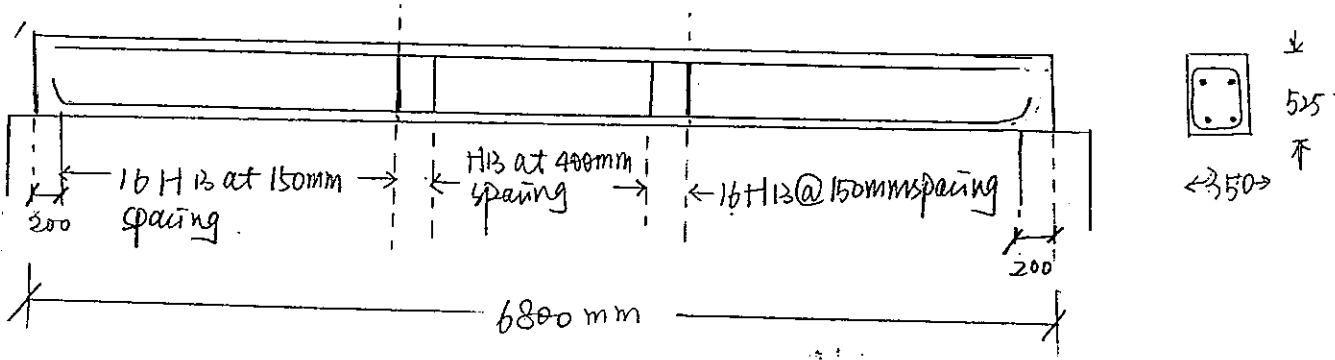 16 H 13 at 150mm
spacing
H13 at 400mm
spacing
16H13@150mmspacing
200
200
6800 mm
525
350